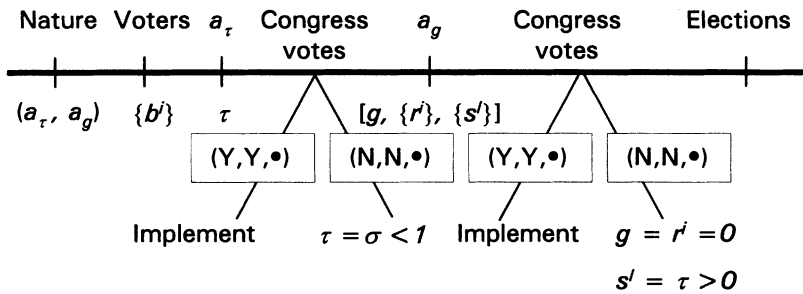 Nature Voters a_τ Congress votes a_g Congress votes Elections
(a_τ, a_g) {b^i} τ [g, {r^i}, {s^l}]
(Y,Y,•) (N,N,•) (Y,Y,•) (N,N,•)
Implement τ = σ < 1 Implement g = r^i = 0
s^l = τ > 0